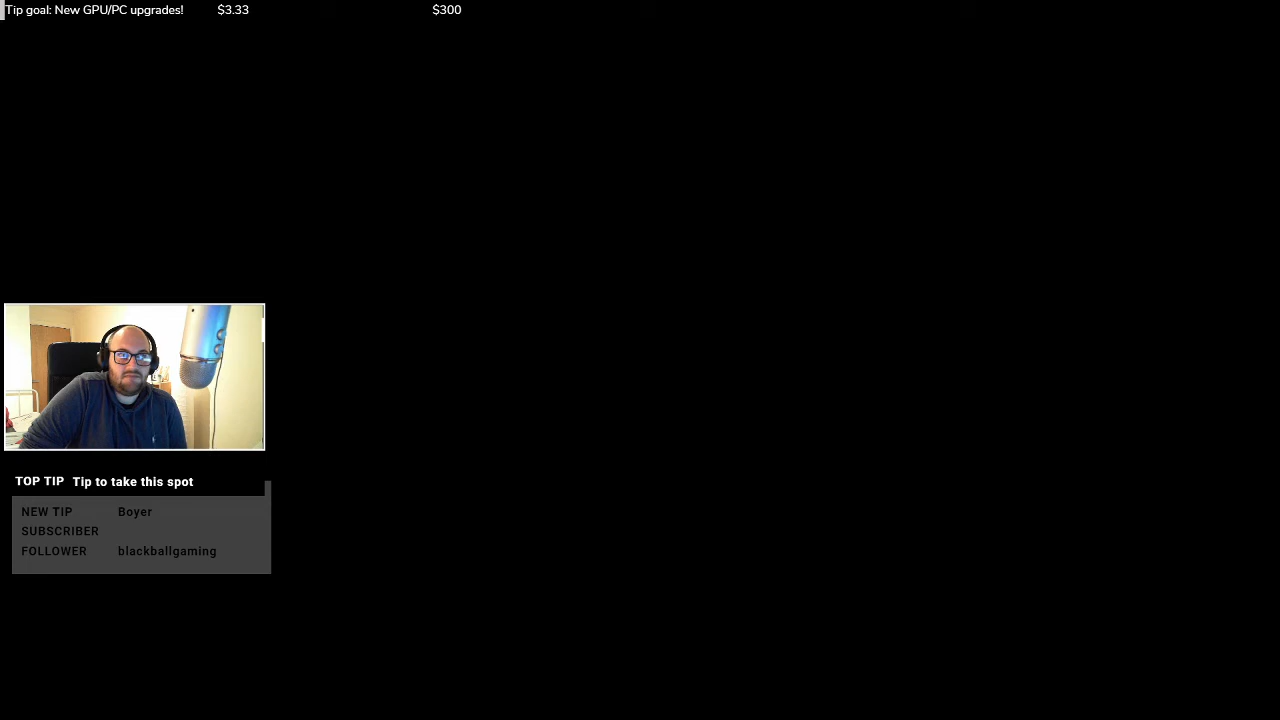 Tip goal: New GPU/PC upgrades! $3.33 $300
TOP TIP Tip to take this spot
NEW TIP Boyer
SUBSCRIBER
FOLLOWER blackballgaming